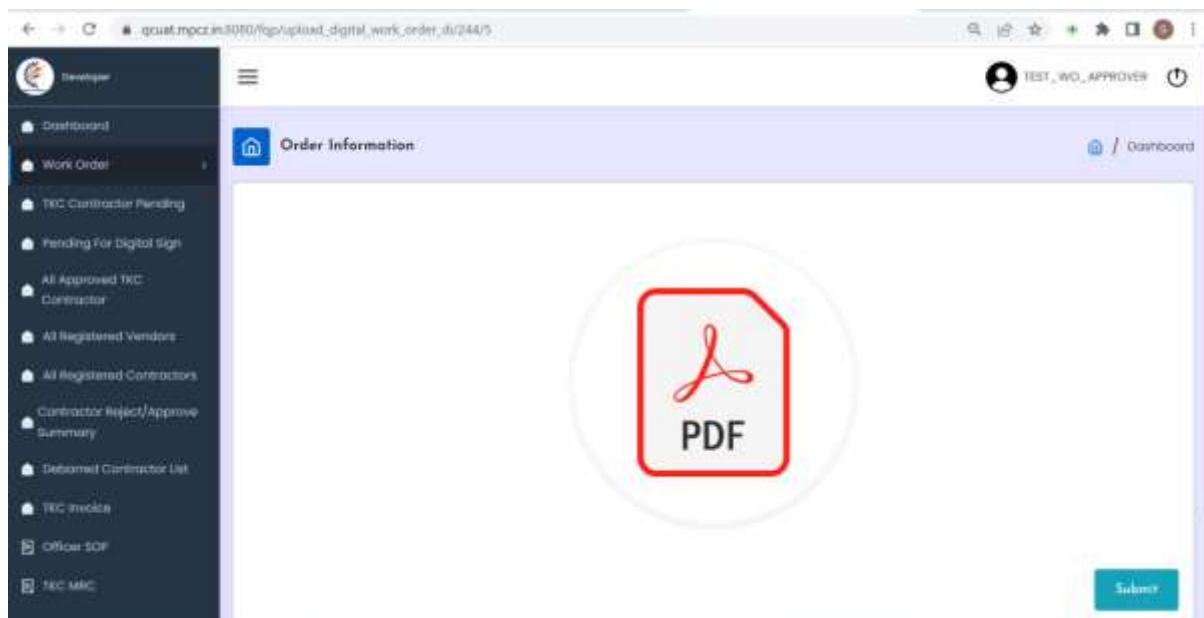 qcuat.mpcz.in:8080/fqp/upload_digital_work_order_di/244/5
Developer
TEST_WO_APPROVER
Dashboard
Order Information
/ Dashboard
Work Order
TKC Contractor Pending
Pending For Digital Sign
All Approved TKC
Contractor
All Registered Vendors
All Registered Contractors
Contractor Reject/Approve
Summary
Debarred Contractor List
TKC Invoice
Officer SOP
TKC MRC
PDF
Submit